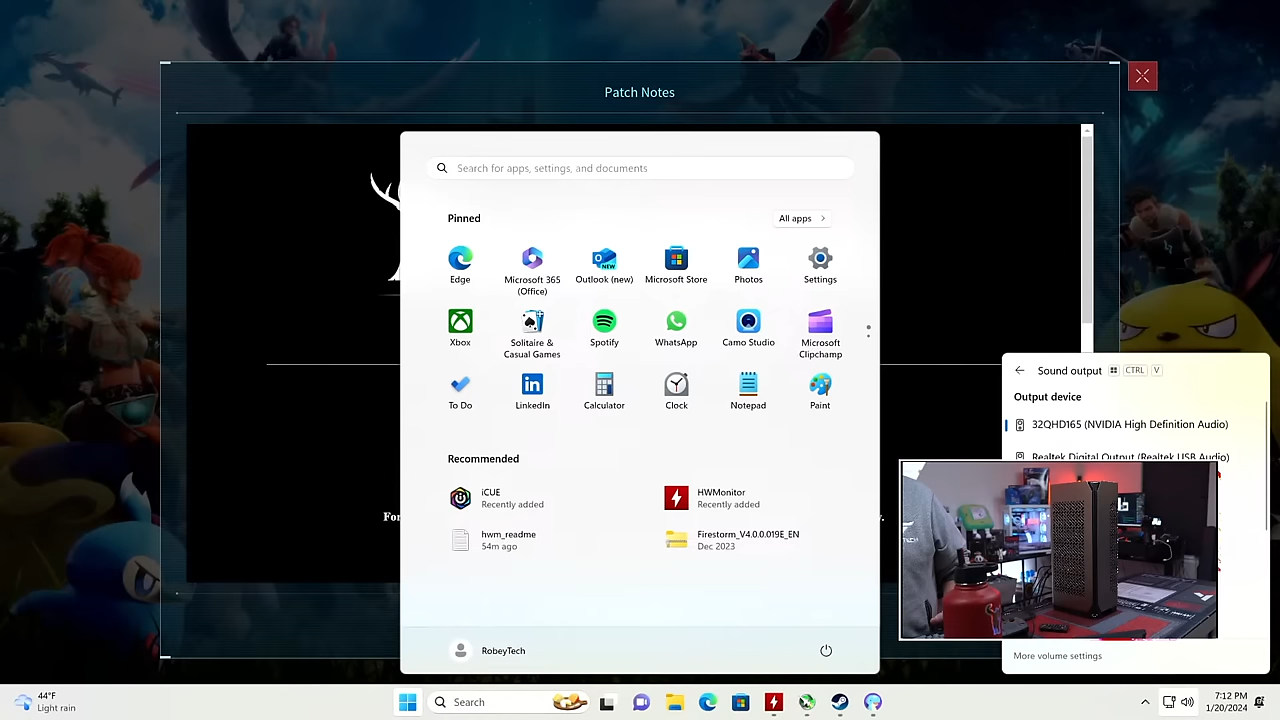 Patch Notes
Search for apps, settings, and documents
Pinned
All apps
Edge
Microsoft 365 (Office)
Outlook (new)
Microsoft Store
Photos
Settings
Xbox
Solitaire & Casual Games
Spotify
WhatsApp
Camo Studio
Microsoft Clipchamp
To Do
LinkedIn
Calculator
Clock
Notepad
Paint
Recommended
iCUE
Recently added
HWMonitor
Recently added
hwm_readme
54m ago
Firestorm_V4.0.0.019E_EN
Dec 2023
For
RobeyTech
Sound output CTRL V
Output device
32QHD165 (NVIDIA High Definition Audio)
Realtek Digital Output (Realtek USB Audio)
More volume settings
44°F
Light rain
Search
7:12 PM
1/20/2024